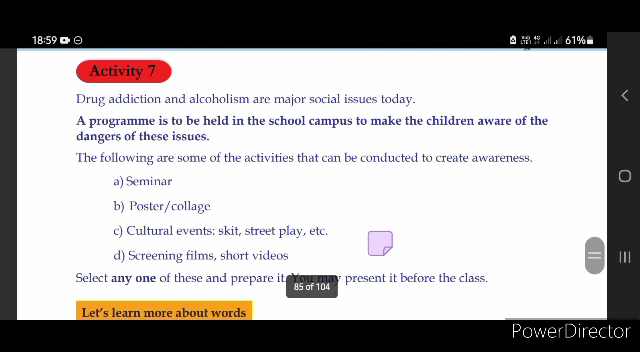 18:59
61%
Activity 7
Drug addiction and alcoholism are major social issues today.
A programme is to be held in the school campus to make the children aware of the
dangers of these issues.
The following are some of the activities that can be conducted to create awareness.
a) Seminar
b) Poster/collage
c) Cultural events: skit, street play, etc.
d) Screening films, short videos
Select any one of these and prepare it. You may present it before the class.
85 of 104
Let's learn more about words
PowerDirector